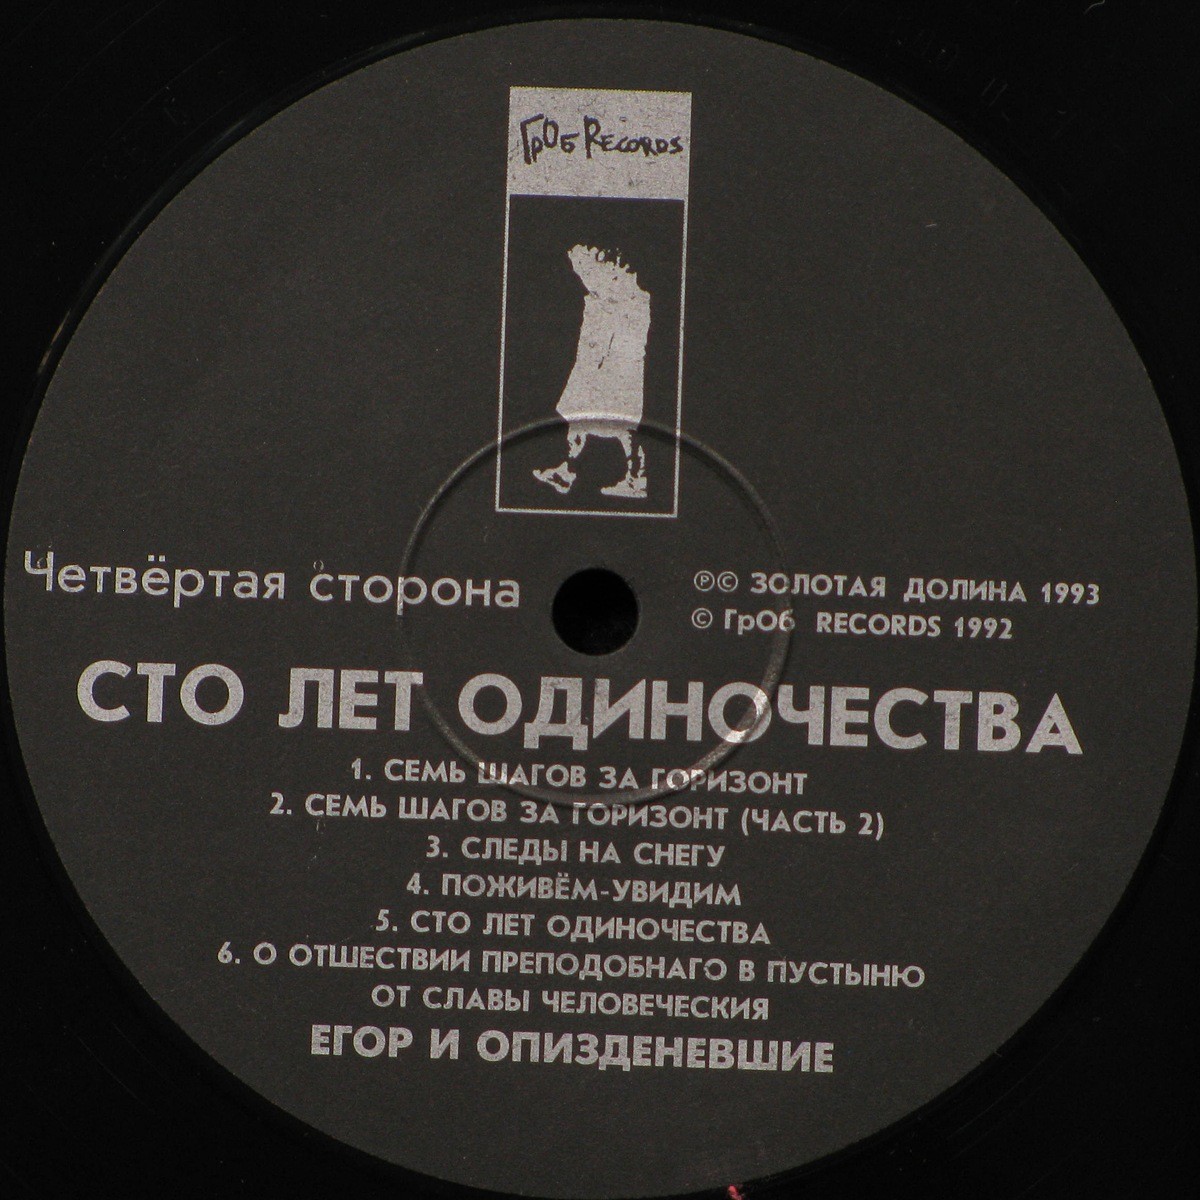 ГрОб Records
Четвёртая сторона
℗© ЗОЛОТАЯ ДОЛИНА 1993
© ГрОб RECORDS 1992
СТО ЛЕТ ОДИНОЧЕСТВА
1. СЕМЬ ШАГОВ ЗА ГОРИЗОНТ
2. СЕМЬ ШАГОВ ЗА ГОРИЗОНТ (ЧАСТЬ 2)
3. СЛЕДЫ НА СНЕГУ
4. ПОЖИВЁМ-УВИДИМ
5. СТО ЛЕТ ОДИНОЧЕСТВА
6. О ОТШЕСТВИИ ПРЕПОДОБНАГО В ПУСТЫНЮ
ОТ СЛАВЫ ЧЕЛОВЕЧЕСКИЯ
ЕГОР И ОПИЗДЕНЕВШИЕ